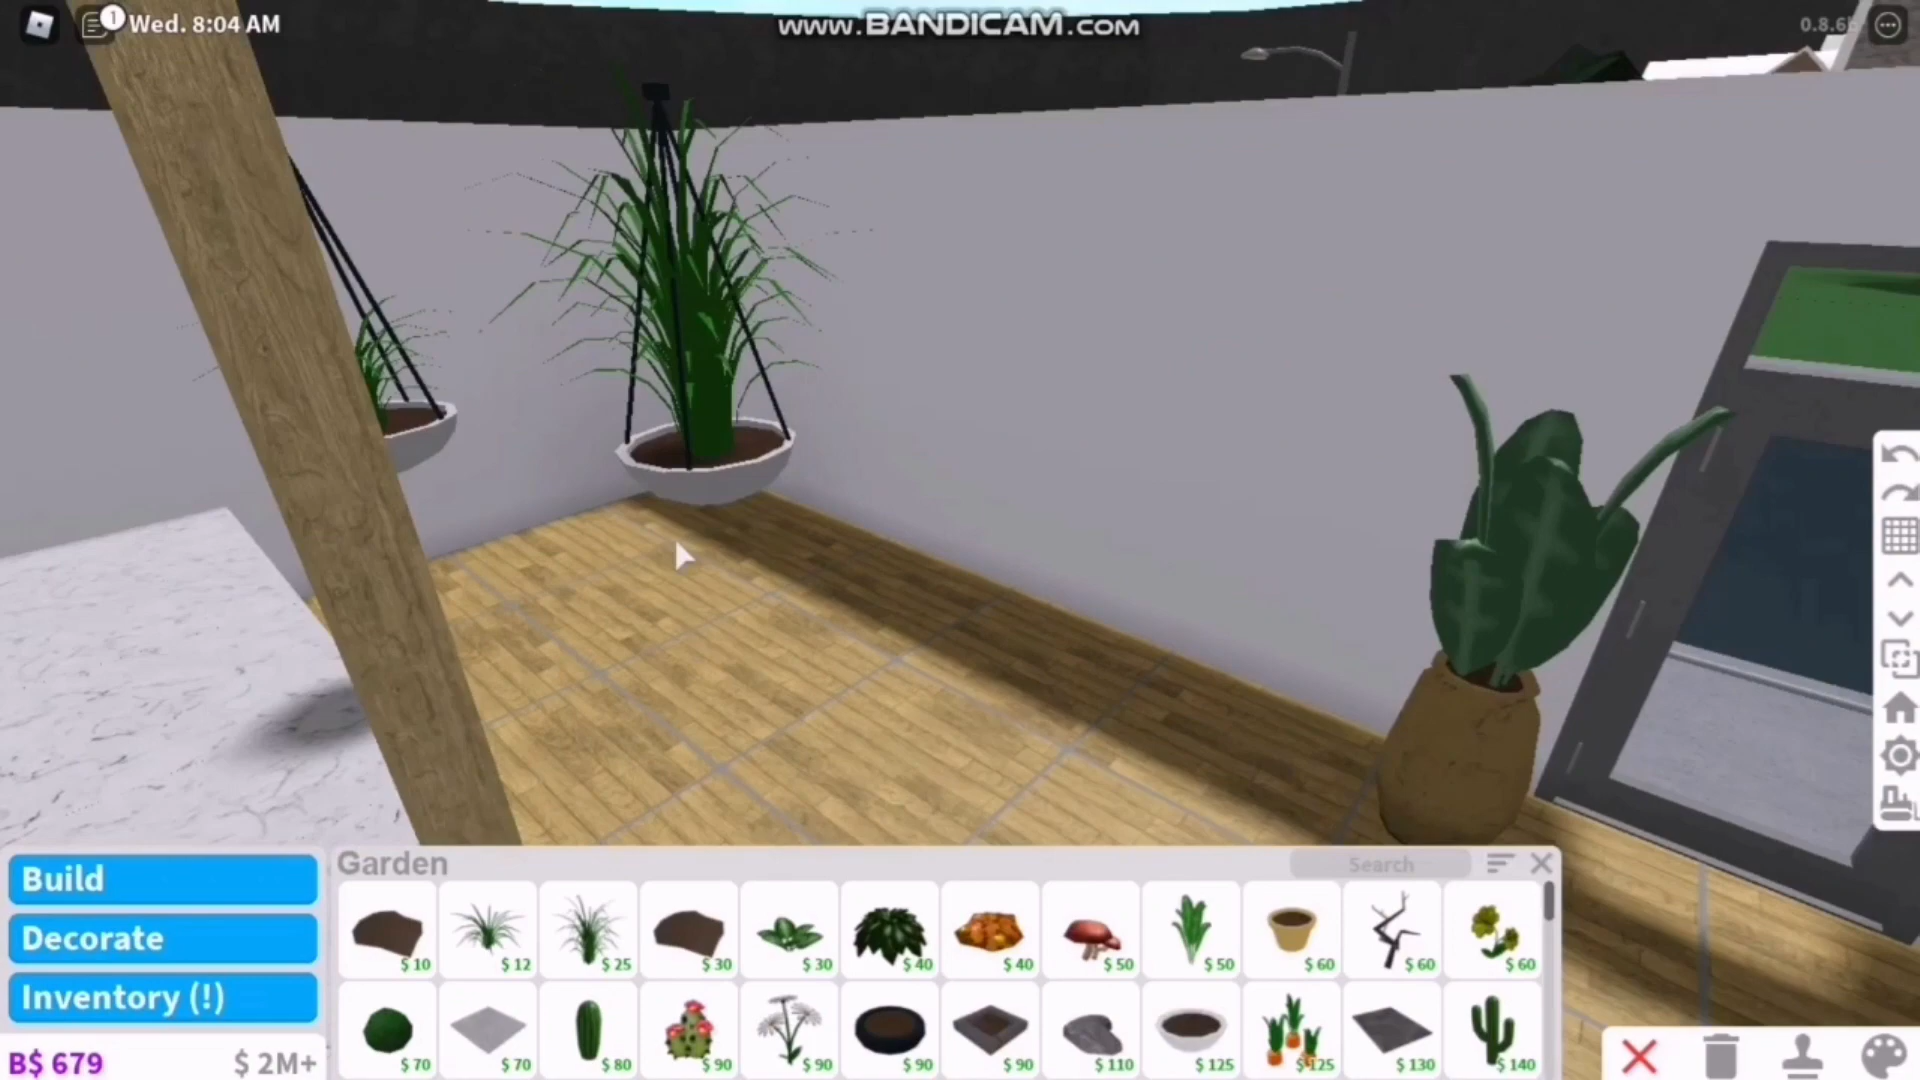 1
Wed. 8:04 AM
WWW.BANDICAM.COM
Build
Decorate
Inventory (!)
B$ 679
$ 2M+
Garden
Search
$ 10
$ 12
$ 25
$ 30
$ 30
$ 40
$ 40
$ 50
$ 50
$ 60
$ 60
$ 60
$ 70
$ 70
$ 80
$ 90
$ 90
$ 90
$ 90
$ 110
$ 125
$ 125
$ 130
$ 140